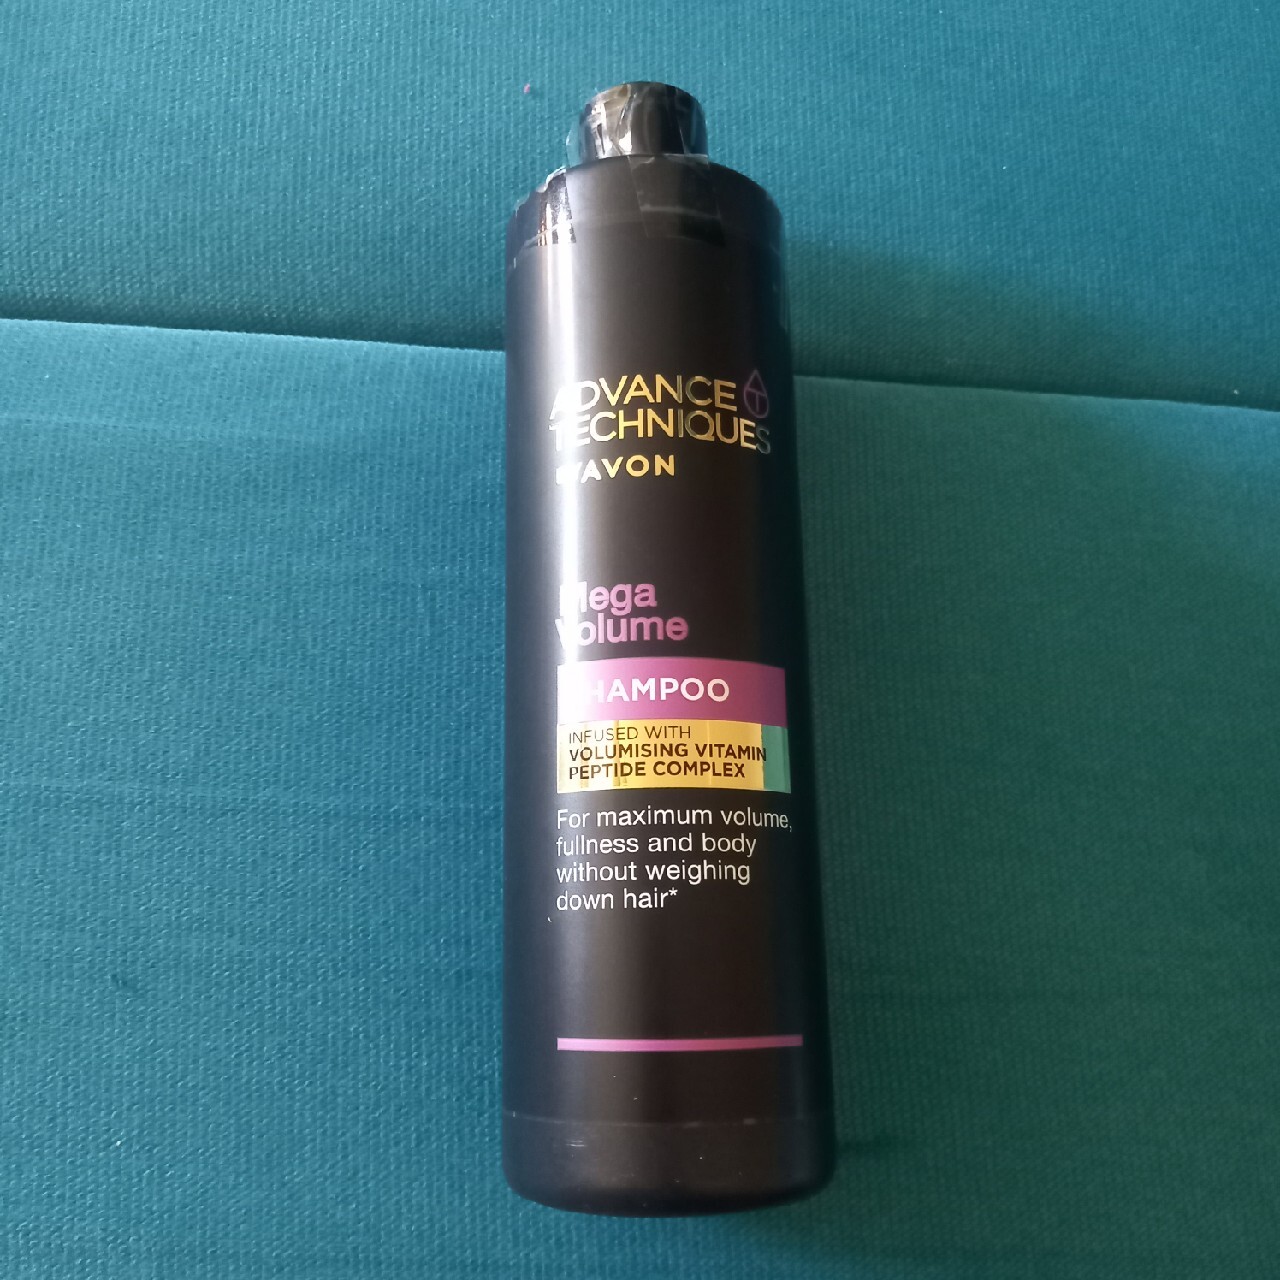 ADVANCE
TECHNIQUES
BY AVON
Mega
Volume
SHAMPOO
INFUSED WITH
VOLUMISING VITAMIN
PEPTIDE COMPLEX
For maximum volume,
fullness and body
without weighing
down hair*